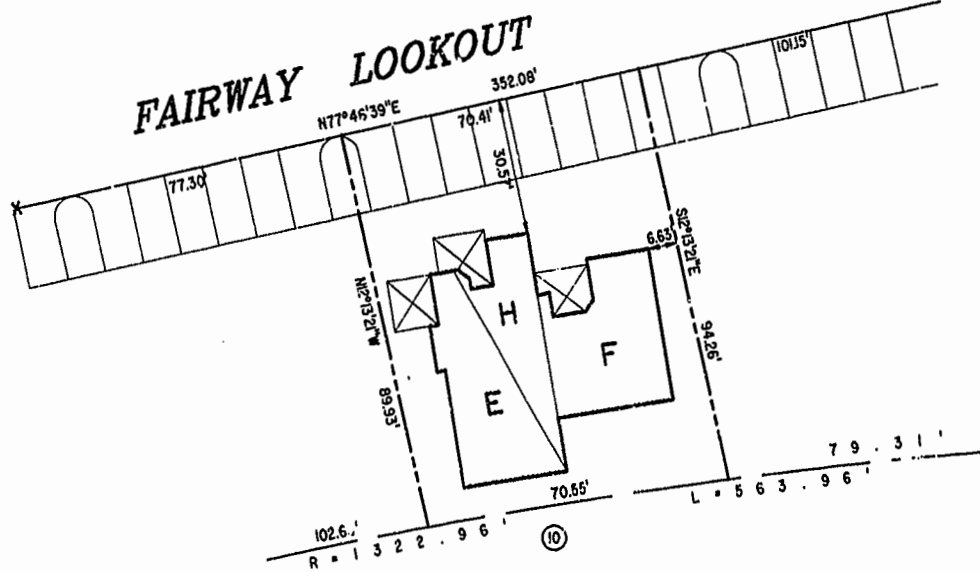 FAIRWAY LOOKOUT
101.15'
352.08'
N77°46'39"E
70.41'
77.30'
30.57'
6.63'
S12°13'21"E
N12°13'21"W
H
F
E
94.26'
89.93'
79.31'
70.55'
L = 563.96'
R = 1322.96'
10